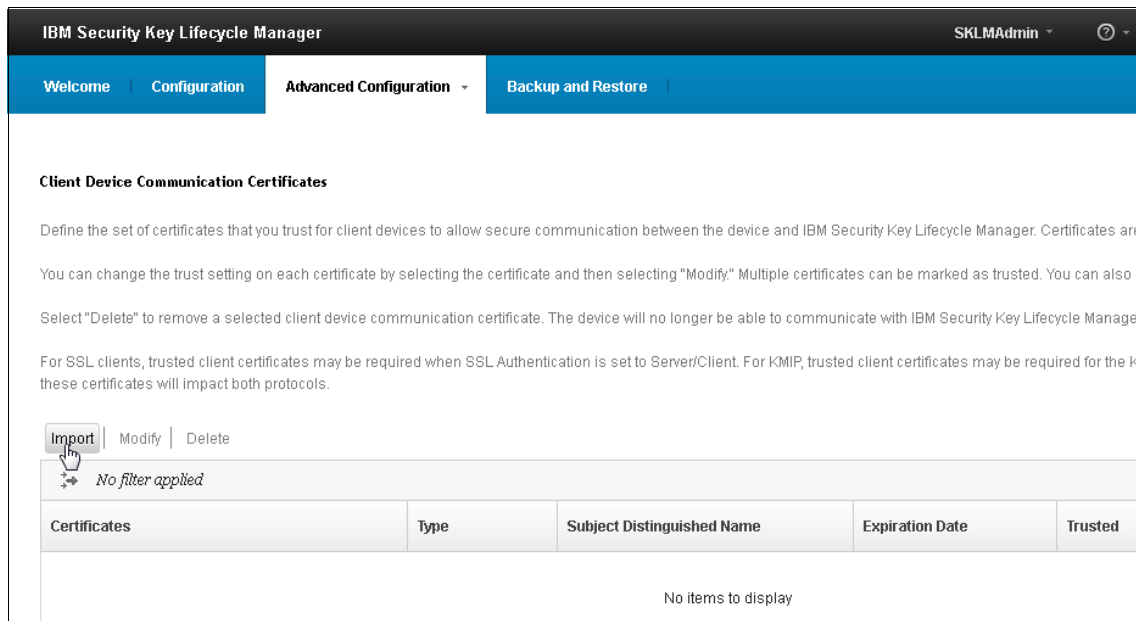 IBM Security Key Lifecycle Manager SKLMAdmin ?
Welcome Configuration Advanced Configuration Backup and Restore
Client Device Communication Certificates
Define the set of certificates that you trust for client devices to allow secure communication between the device and IBM Security Key Lifecycle Manager. Certificates are
You can change the trust setting on each certificate by selecting the certificate and then selecting "Modify." Multiple certificates can be marked as trusted. You can also
Select "Delete" to remove a selected client device communication certificate. The device will no longer be able to communicate with IBM Security Key Lifecycle Manage
For SSL clients, trusted client certificates may be required when SSL Authentication is set to Server/Client. For KMIP, trusted client certificates may be required for the K
these certificates will impact both protocols.
Import Modify Delete
No filter applied
Certificates Type Subject Distinguished Name Expiration Date Trusted
No items to display